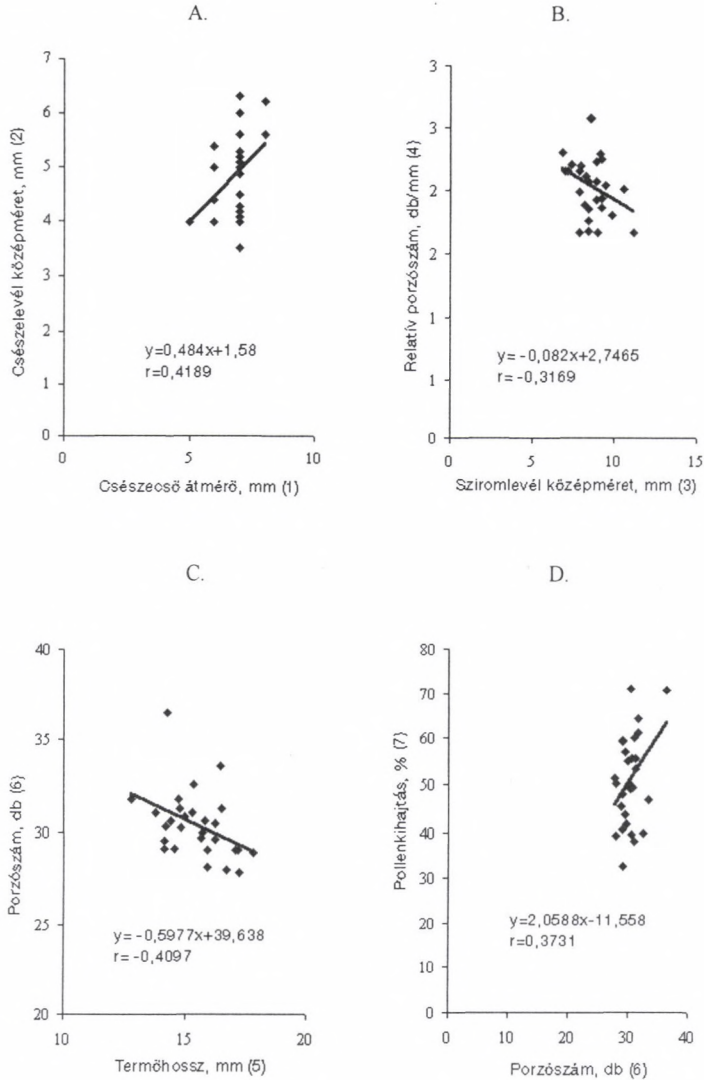 A.
Csészelevél középméret, mm (2)
7
6
5
4
3
2
1
0
y=0,484x+1,58
r=0,4189
0
5
10
Csészecső átmérő, mm (1)
B.
Relatív porzószám, db/mm (4)
3
3
2
2
1
1
0
y= -0,082x+2,7465
r= -0,3169
0
5
10
15
Sziromlevél középméret, mm (3)
C.
Porzószám, db (6)
40
35
30
25
20
y= -0,5977x+39,638
r= -0,4097
10
15
20
Termőhossz, mm (5)
D.
Pollenkihajtás, % (7)
80
70
60
50
40
30
20
10
0
y=2,0588x-11,558
r=0,3731
0
10
20
30
40
Porzószám, db (6)